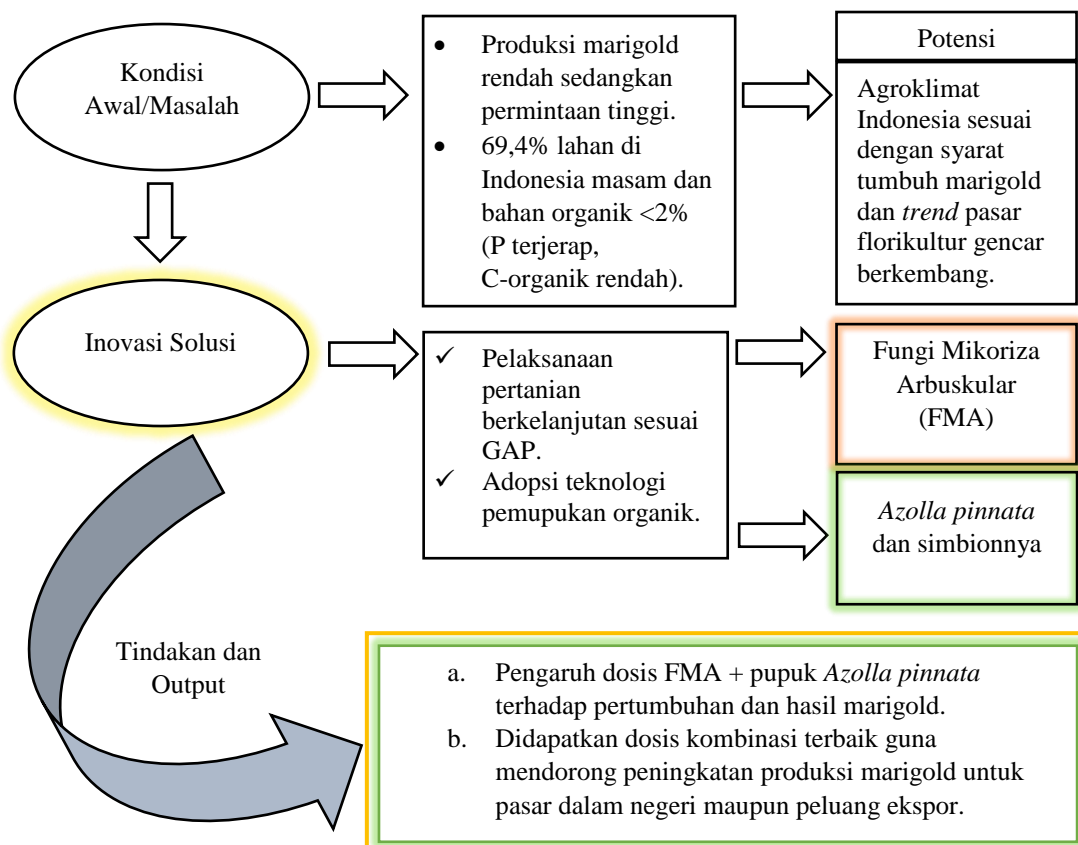 Kondisi
Awal/Masalah
• Produksi marigold
rendah sedangkan
permintaan tinggi.
• 69,4% lahan di
Indonesia masam dan
bahan organik <2%
(P terjerap,
C-organik rendah).
Potensi
Agroklimat
Indonesia sesuai
dengan syarat
tumbuh marigold
dan trend pasar
florikultur gencar
berkembang.
Inovasi Solusi
✓ Pelaksanaan
pertanian
berkelanjutan sesuai
GAP.
✓ Adopsi teknologi
pemupukan organik.
Fungi Mikoriza
Arbuskular
(FMA)
Azolla pinnata
dan simbionnya
Tindakan dan
Output
a. Pengaruh dosis FMA + pupuk Azolla pinnata
terhadap pertumbuhan dan hasil marigold.
b. Didapatkan dosis kombinasi terbaik guna
mendorong peningkatan produksi marigold untuk
pasar dalam negeri maupun peluang ekspor.